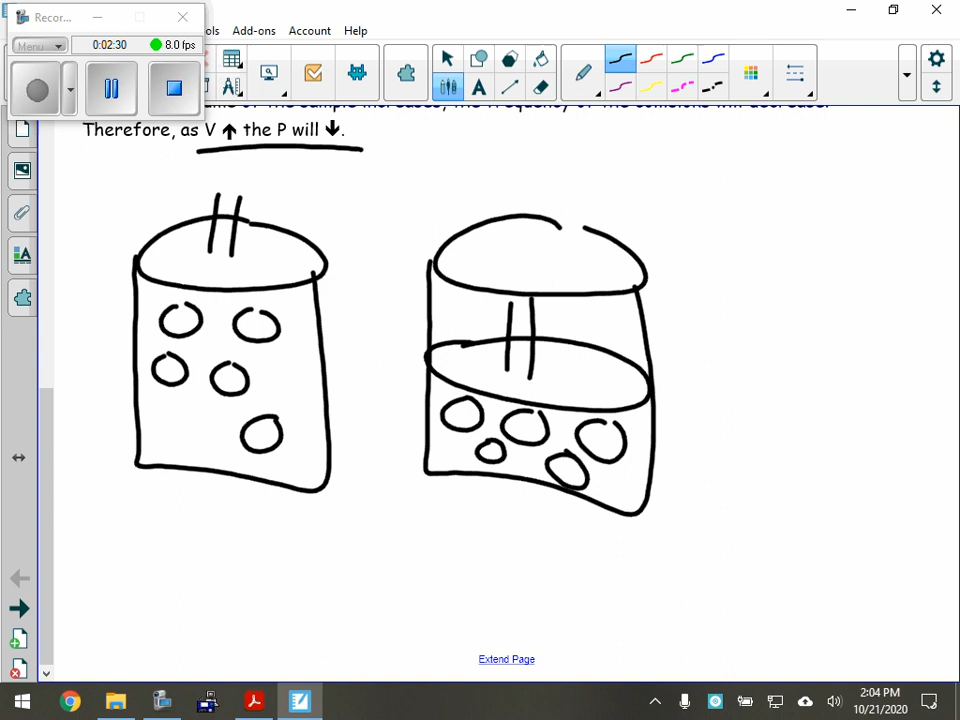 Recor...
ols Add-ons Account Help
Menu 0:02:30 8.0 fps
Therefore, as V ↑ the P will ↓.
Extend Page
2:04 PM
10/21/2020